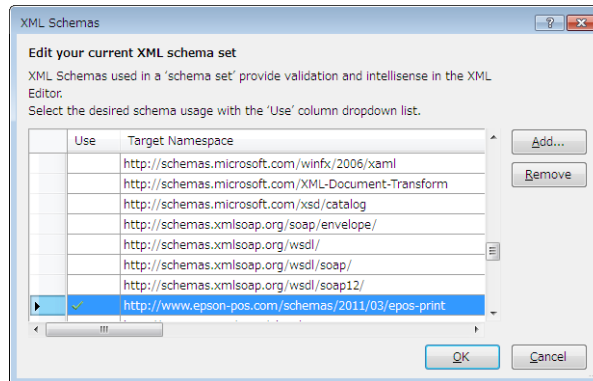 XML Schemas
Edit your current XML schema set
XML Schemas used in a 'schema set' provide validation and intellisense in the XML
Editor.
Select the desired schema usage with the 'Use' column dropdown list.
Use Target Namespace
Add...
http://schemas.microsoft.com/winfx/2006/xaml
Remove
http://schemas.microsoft.com/XML-Document-Transform
http://schemas.microsoft.com/xsd/catalog
http://schemas.xmlsoap.org/soap/envelope/
http://schemas.xmlsoap.org/wsdl/
http://schemas.xmlsoap.org/wsdl/soap/
http://schemas.xmlsoap.org/wsdl/soap12/
http://www.epson-pos.com/schemas/2011/03/epos-print
OK Cancel